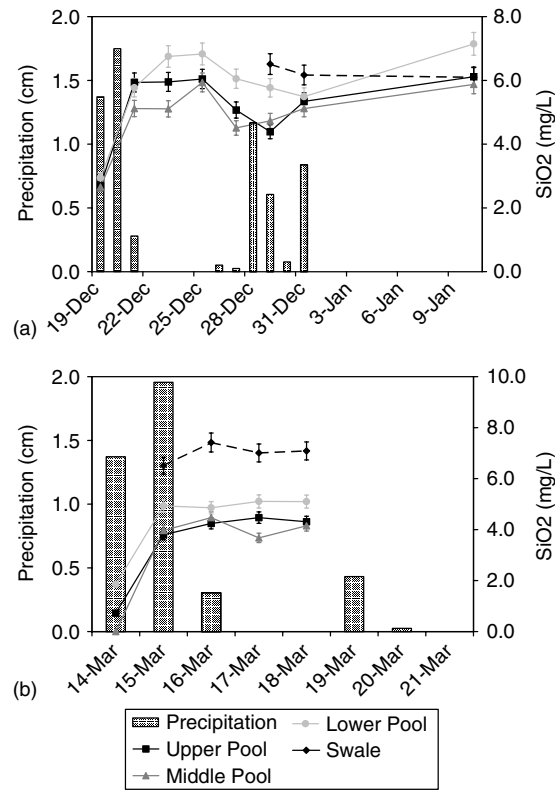 2.0
1.5
1.0
0.5
0.0
Precipitation (cm)
8.0
6.0
4.0
2.0
0.0
SiO2 (mg/L)
19-Dec
22-Dec
25-Dec
28-Dec
31-Dec
3-Jan
6-Jan
9-Jan
(a)
2.0
1.5
1.0
0.5
0.0
Precipitation (cm)
10.0
8.0
6.0
4.0
2.0
0.0
SiO2 (mg/L)
14-Mar
15-Mar
16-Mar
17-Mar
18-Mar
19-Mar
20-Mar
21-Mar
(b)
Precipitation
Lower Pool
Upper Pool
Swale
Middle Pool